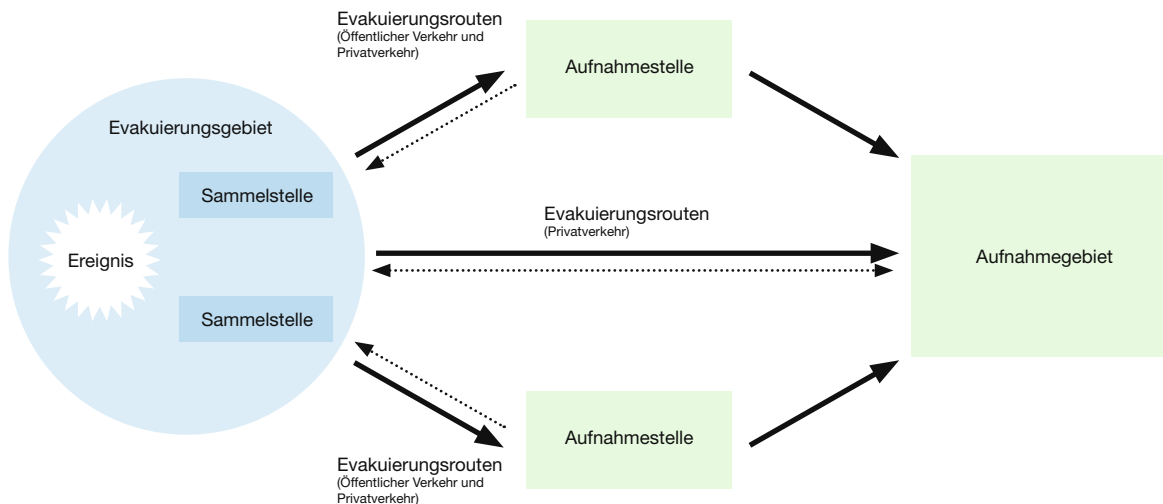 Evakuierungsrouten
(Öffentlicher Verkehr und
Privatverkehr)
Aufnahmestelle
Evakuierungsgebiet
Sammelstelle
Evakuierungsrouten
(Privatverkehr)
Ereignis
Aufnahmegebiet
Sammelstelle
Aufnahmestelle
Evakuierungsrouten
(Öffentlicher Verkehr und
Privatverkehr)